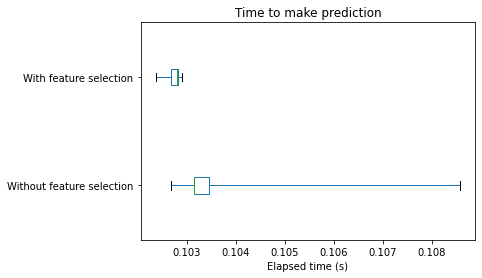 Time to make prediction
With feature selection
Without feature selection
0.103 0.104 0.105 0.106 0.107 0.108
Elapsed time (s)